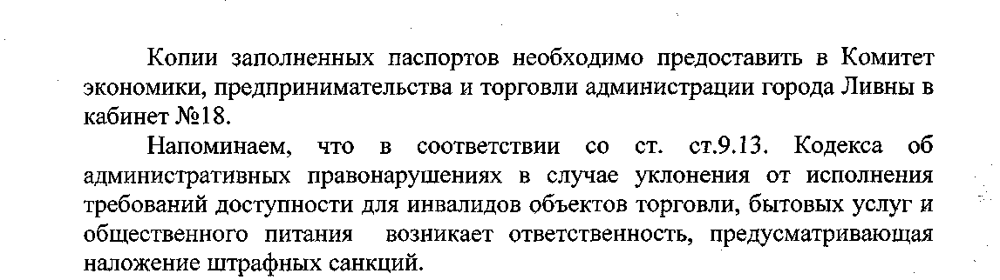 Копии заполненных паспортов необходимо предоставить в Комитет
экономики, предпринимательства и торговли администрации города Ливны в
кабинет №18.
Напоминаем, что в соответствии со ст. ст.9.13. Кодекса об
административных правонарушениях в случае уклонения от исполнения
требований доступности для инвалидов объектов торговли, бытовых услуг и
общественного питания возникает ответственность, предусматривающая
наложение штрафных санкций.